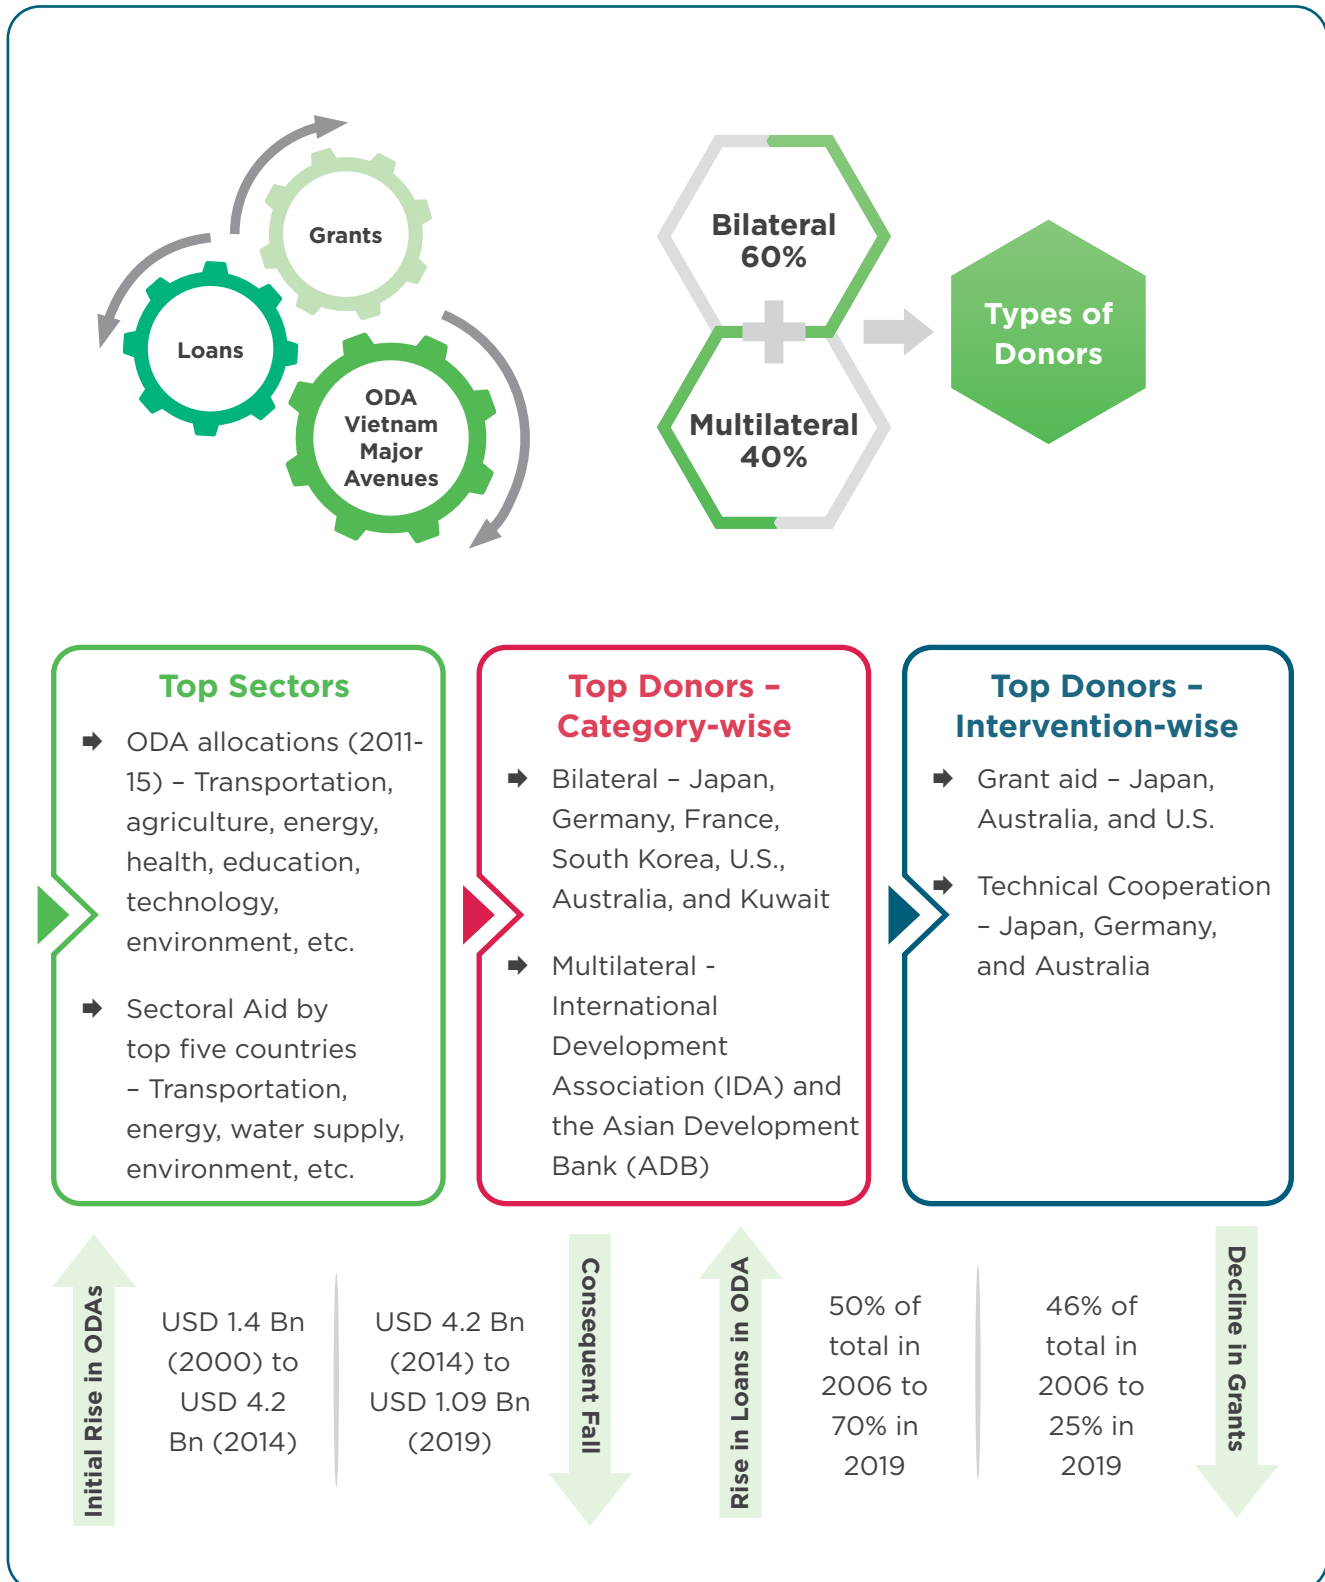 Grants
Loans
ODA
Vietnam
Major
Avenues
Bilateral
60%
Multilateral
40%
Types of
Donors
Top Sectors
ODA allocations (2011-
15) – Transportation,
agriculture, energy,
health, education,
technology,
environment, etc.
Sectoral Aid by
top five countries
– Transportation,
energy, water supply,
environment, etc.
Top Donors –
Category-wise
Bilateral – Japan,
Germany, France,
South Korea, U.S.,
Australia, and Kuwait
Multilateral -
International
Development
Association (IDA) and
the Asian Development
Bank (ADB)
Top Donors –
Intervention-wise
Grant aid – Japan,
Australia, and U.S.
Technical Cooperation
– Japan, Germany,
and Australia
Initial Rise in ODAs
USD 1.4 Bn
(2000) to
USD 4.2
Bn (2014)
USD 4.2 Bn
(2014) to
USD 1.09 Bn
(2019)
Consequent Fall
Rise in Loans in ODA
50% of
total in
2006 to
70% in
2019
46% of
total in
2006 to
25% in
2019
Decline in Grants